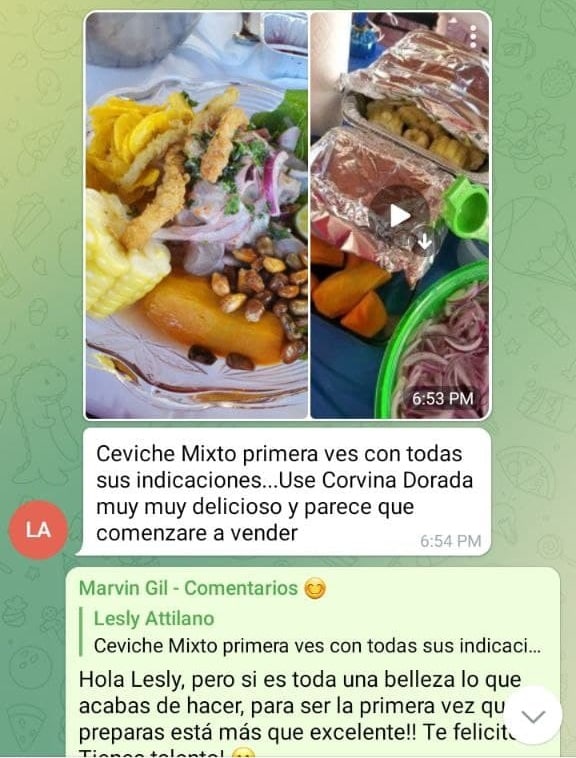 6:53 PM
Ceviche Mixto primera ves con todas
sus indicaciones...Use Corvina Dorada
muy muy delicioso y parece que
comenzare a vender
6:54 PM
LA
Marvin Gil - Comentarios 😊
Lesly Attilano
Ceviche Mixto primera ves con todas sus indicaci...
Hola Lesly, pero si es toda una belleza lo que
acabas de hacer, para ser la primera vez qu
preparas está más que excelente!! Te felicit
Tienes talento!